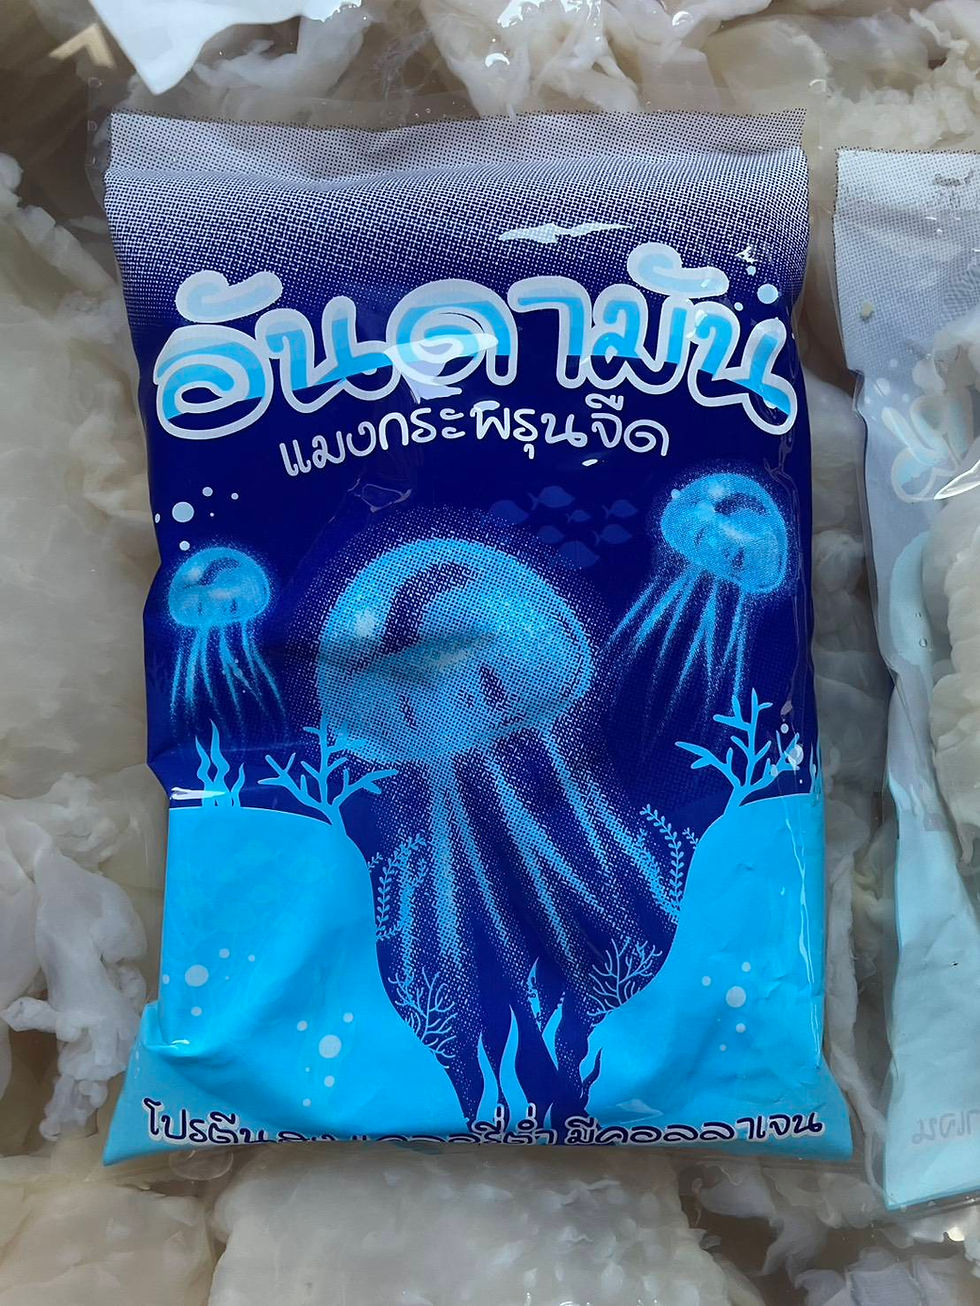 อันดามัน
แมงกระพรุนจืด
โปรตีนสูง แคลอรี่ต่ำ มีคอลลาเจน